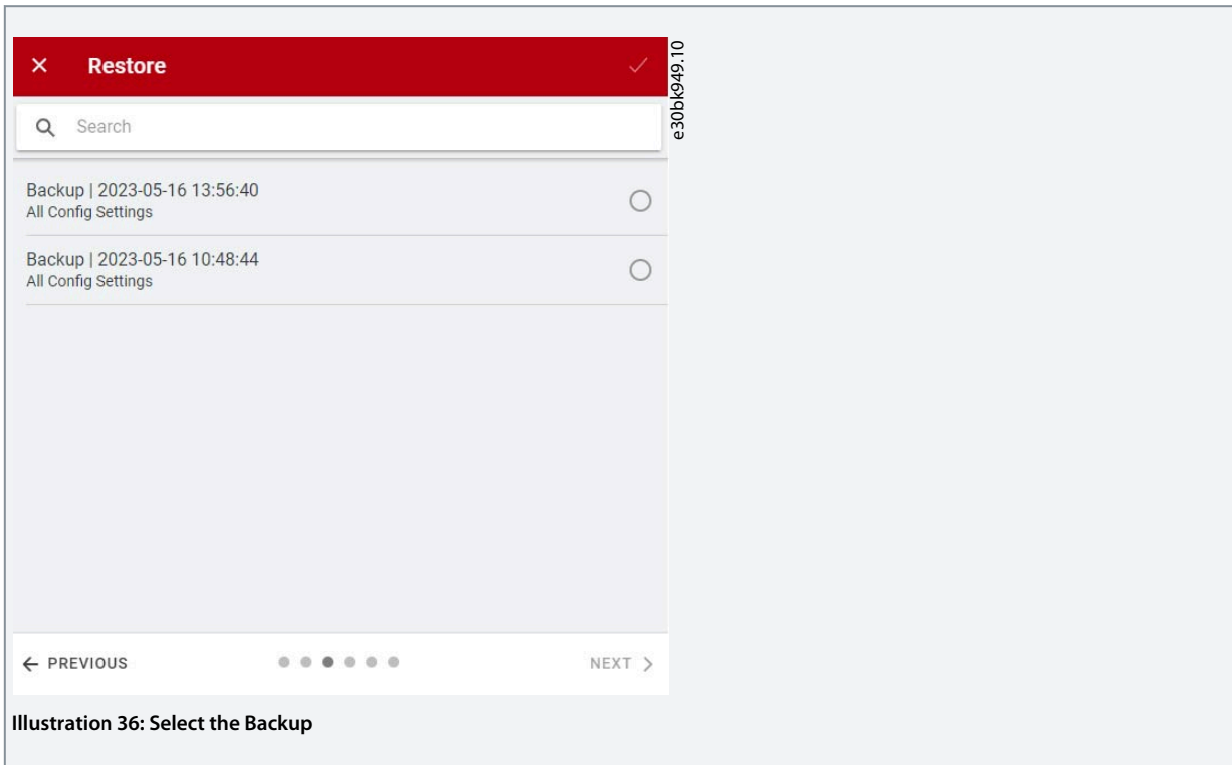 Restore
e30bk949.10
Search
Backup | 2023-05-16 13:56:40
All Config Settings
Backup | 2023-05-16 10:48:44
All Config Settings
PREVIOUS
NEXT
Illustration 36: Select the Backup